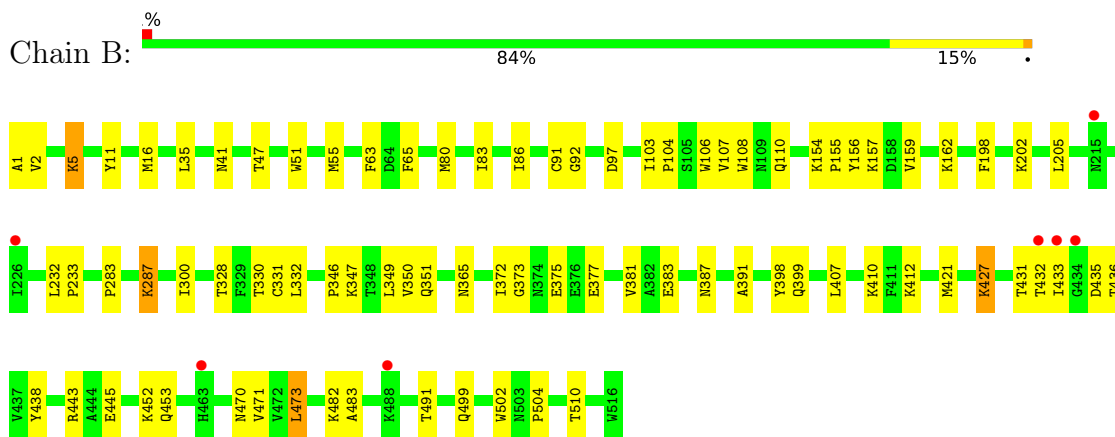 %
Chain B:
84% 15% •
A1 V2 K5 Y11 M16 L35 N41 T47 W51 M55 F63 D64 F65 M80 I83 I86 C91 G92 D97 I103 P104 S105 W106 V107 W108 N109 Q110 K154 P155 Y156 K157 D158 V159 K162 F198 K202 L205 N215
I226 L232 P233 P283 K287 I300 T328 F329 T330 C331 L332 P346 K347 T348 L349 V350 Q351 N365 I372 G373 N374 E375 E376 E377 V381 A382 E383 N387 A391 Y398 Q399 L407 K410 F411 K412 M421 K427 T431 T432 I433 G434 D435 T436
V437 Y438 R443 A444 E445 K452 Q453 H463 N470 V471 V472 L473 K482 A483 K488 T491 Q499 W502 N503 P504 T510 W516